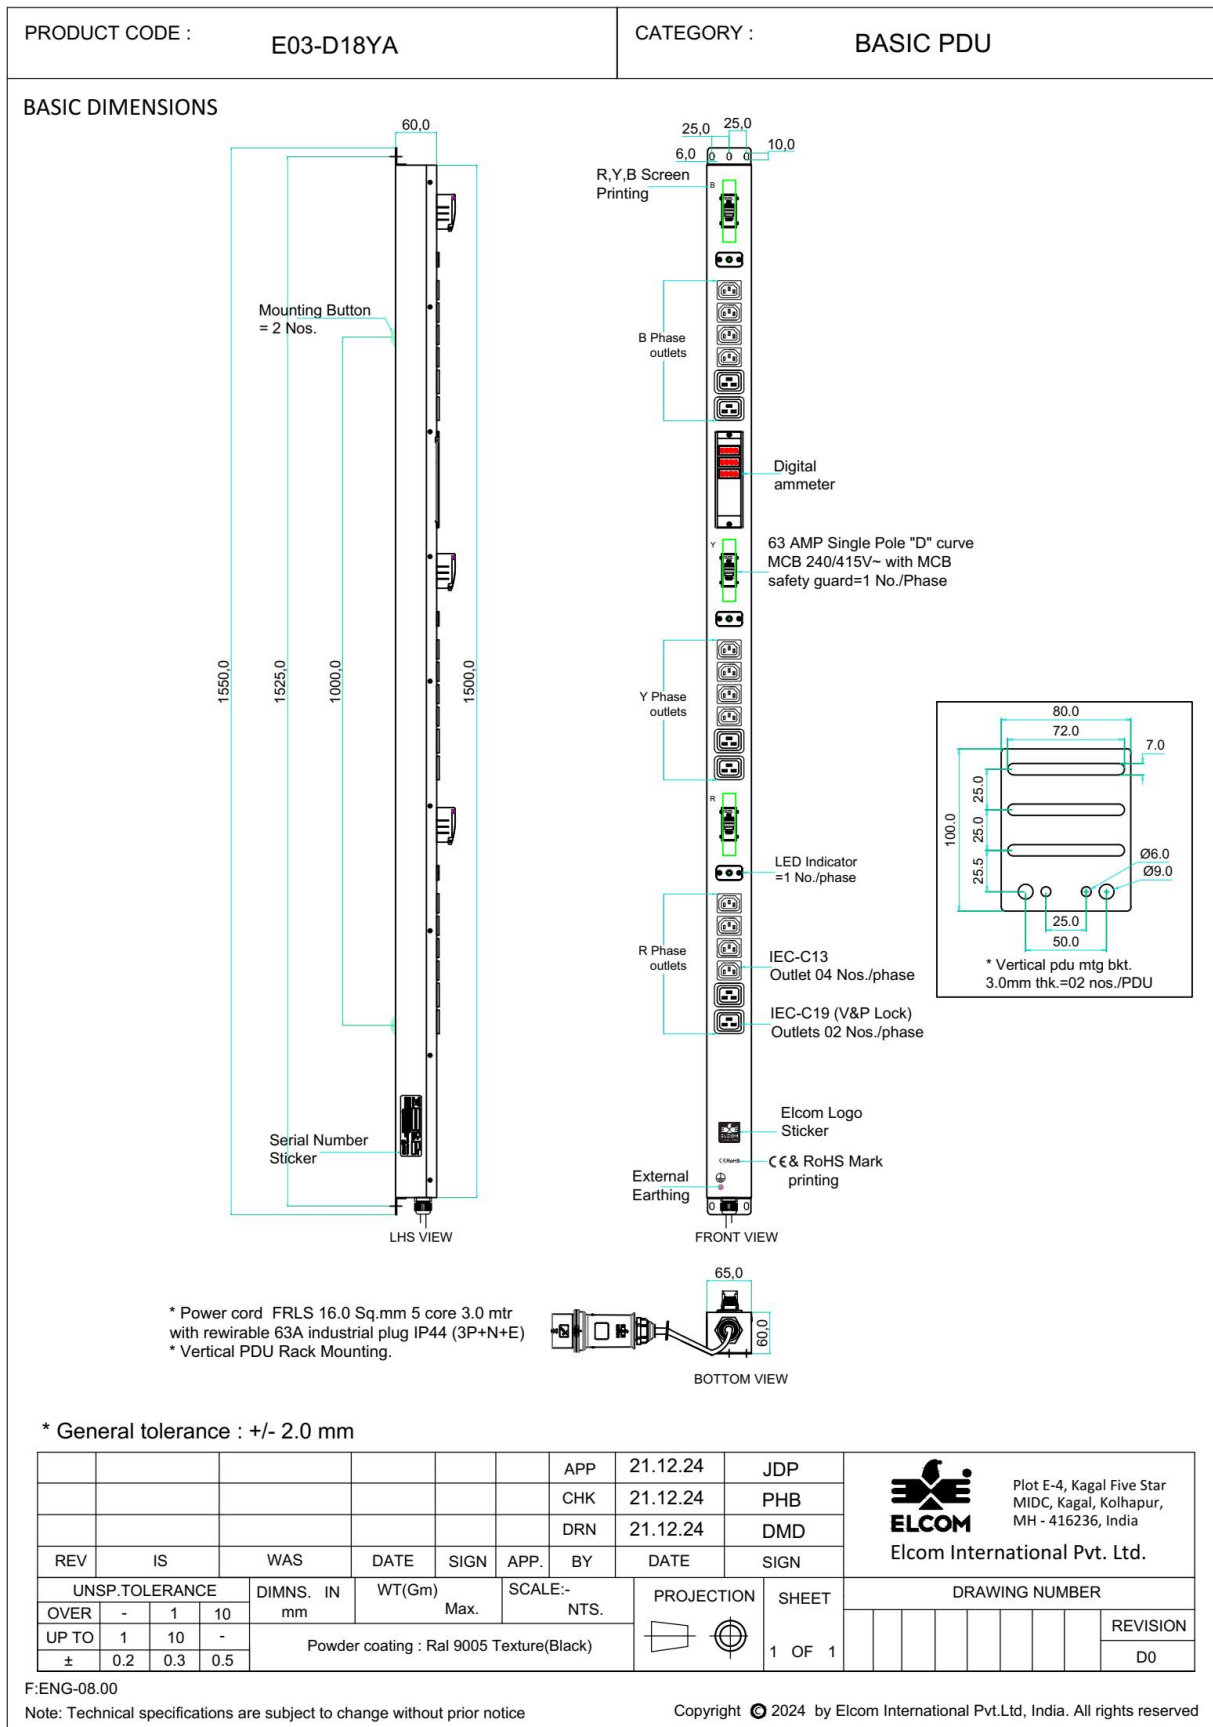 PRODUCT CODE :
E03-D18YA
CATEGORY :
BASIC PDU
BASIC DIMENSIONS
60,0
25,0
25,0
6,0
10,0
R,Y,B Screen
Printing
B
Mounting Button
= 2 Nos.
B Phase
outlets
Digital
ammeter
Y
63 AMP Single Pole "D" curve
MCB 240/415V~ with MCB
safety guard=1 No./Phase
1550,0
1525,0
1000,0
1500,0
Y Phase
outlets
R
LED Indicator
=1 No./phase
R Phase
outlets
IEC-C13
Outlet 04 Nos./phase
IEC-C19 (V&P Lock)
Outlets 02 Nos./phase
80.0
72.0
7.0
100.0
25.0
25.0
25.5
Ø6.0
Ø9.0
25.0
50.0
* Vertical pdu mtg bkt.
3.0mm thk.=02 nos./PDU
Elcom Logo
Sticker
ELCOM
Serial Number
Sticker
CE RoHS
CE & RoHS Mark
printing
External
Earthing
LHS VIEW
FRONT VIEW
65,0
60,0
* Power cord FRLS 16.0 Sq.mm 5 core 3.0 mtr
with rewirable 63A industrial plug IP44 (3P+N+E)
* Vertical PDU Rack Mounting.
BOTTOM VIEW
* General tolerance : +/- 2.0 mm
APP 21.12.24 JDP
CHK 21.12.24 PHB
DRN 21.12.24 DMD
REV IS WAS DATE SIGN APP. BY DATE SIGN
ELCOM
Plot E-4, Kagal Five Star
MIDC, Kagal, Kolhapur,
MH - 416236, India
Elcom International Pvt. Ltd.
UNSP.TOLERANCE
OVER - 1 10
UP TO 1 10 -
± 0.2 0.3 0.5
DIMNS. IN
mm
WT(Gm)
Max.
SCALE:-
NTS.
Powder coating : Ral 9005 Texture(Black)
PROJECTION
SHEET
1 OF 1
DRAWING NUMBER
REVISION
D0
F:ENG-08.00
Note: Technical specifications are subject to change without prior notice
Copyright © 2024 by Elcom International Pvt.Ltd, India. All rights reserved